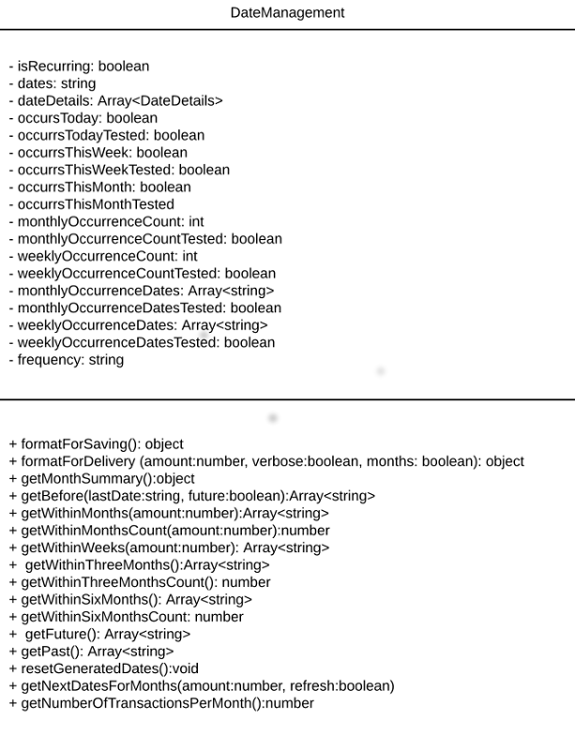 DateManagement
- isRecurring: boolean
- dates: string
- dateDetails: Array<DateDetails>
- occursToday: boolean
- occurrsTodayTested: boolean
- occurrsThisWeek: boolean
- occurrsThisWeekTested: boolean
- occurrsThisMonth: boolean
- occurrsThisMonthTested
- monthlyOccurrenceCount: int
- monthlyOccurrenceCountTested: boolean
- weeklyOccurrenceCount: int
- weeklyOccurrenceCountTested: boolean
- monthlyOccurrenceDates: Array<string>
- monthlyOccurrenceDatesTested: boolean
- weeklyOccurrenceDates: Array<string>
- weeklyOccurrenceDatesTested: boolean
- frequency: string
+ formatForSaving(): object
+ formatForDelivery (amount:number, verbose:boolean, months: boolean): object
+ getMonthSummary():object
+ getBefore(lastDate:string, future:boolean):Array<string>
+ getWithinMonths(amount:number):Array<string>
+ getWithinMonthsCount(amount:number):number
+ getWithinWeeks(amount:number): Array<string>
+ getWithinThreeMonths():Array<string>
+ getWithinThreeMonthsCount(): number
+ getWithinSixMonths(): Array<string>
+ getWithinSixMonthsCount: number
+ getFuture(): Array<string>
+ getPast(): Array<string>
+ resetGeneratedDates():void
+ getNextDatesForMonths(amount:number, refresh:boolean)
+ getNumberOfTransactionsPerMonth():number